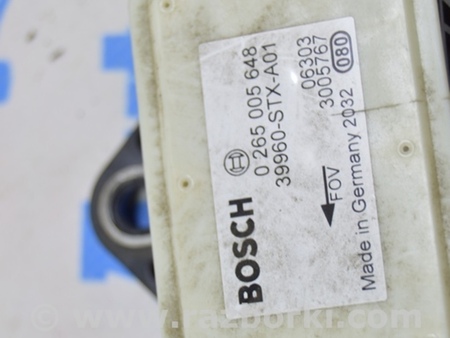 BOSCH
0 265 005 648
39960-STX-A01
06303
3005767
080
FOV
Made in Germany 2032
www.razborki.com